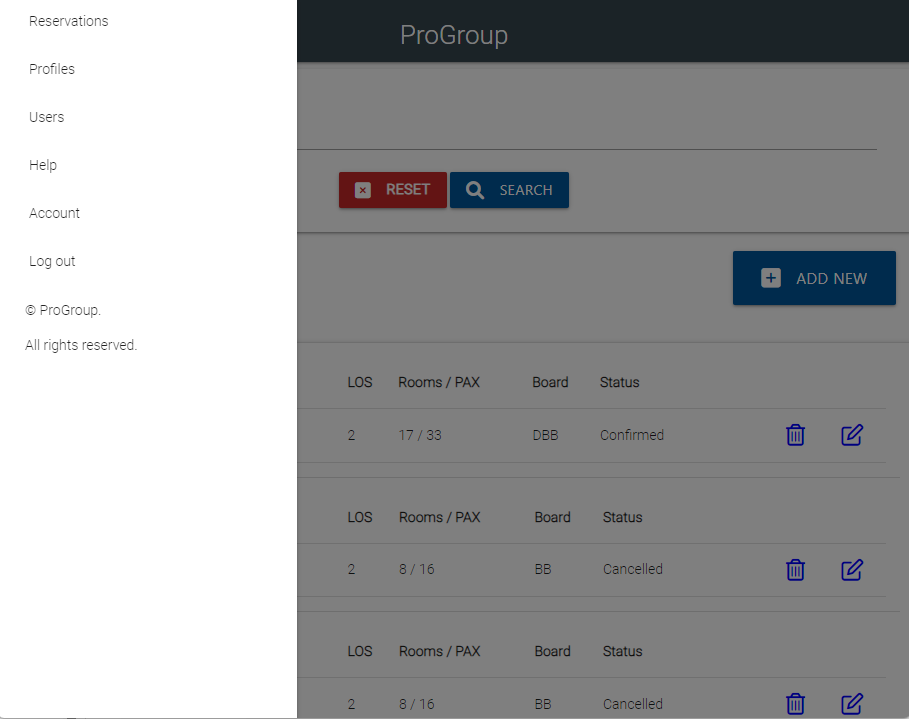 Reservations
Profiles
Users
Help
Account
Log out
© ProGroup.
All rights reserved.
ProGroup
RESET SEARCH
ADD NEW
LOS Rooms / PAX Board Status
2 17 / 33 DBB Confirmed
LOS Rooms / PAX Board Status
2 8 / 16 BB Cancelled
LOS Rooms / PAX Board Status
2 8 / 16 BB Cancelled